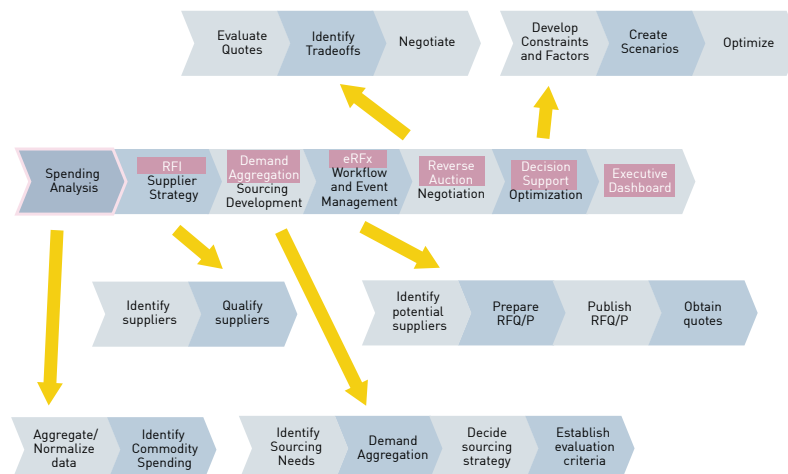 Evaluate
Quotes
Identify
Tradeoffs
Negotiate
Develop
Constraints
and Factors
Create
Scenarios
Optimize
Spending
Analysis
RFI
Supplier
Strategy
Demand
Aggregation
Sourcing
Development
eRFx
Workflow
and Event
Management
Reverse
Auction
Negotiation
Decision
Support
Optimization
Executive
Dashboard
Identify
suppliers
Qualify
suppliers
Identify
potential
suppliers
Prepare
RFQ/P
Publish
RFQ/P
Obtain
quotes
Aggregate/
Normalize
data
Identify
Commodity
Spending
Identify
Sourcing
Needs
Demand
Aggregation
Decide
sourcing
strategy
Establish
evaluation
criteria